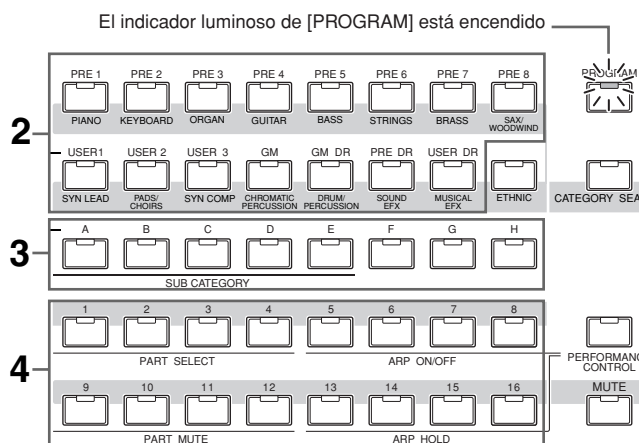 El indicador luminoso de [PROGRAM] está encendido
PRE 1 PRE 2 PRE 3 PRE 4 PRE 5 PRE 6 PRE 7 PRE 8 PROGRAM
PIANO KEYBOARD ORGAN GUITAR BASS STRINGS BRASS SAX/
WOODWIND
2
USER1 USER 2 USER 3 GM GM DR PRE DR USER DR
SYN LEAD PADS/
CHOIRS SYN COMP CHROMATIC
PERCUSSION DRUM/
PERCUSSION SOUND
EFX MUSICAL
EFX ETHNIC CATEGORY SEA
3
A B C D E F G H
SUB CATEGORY
1 2 3 4 5 6 7 8
PART SELECT ARP ON/OFF PERFORMANC
CONTROL
4
9 10 11 12 13 14 15 16 MUTE
PART MUTE ARP HOLD